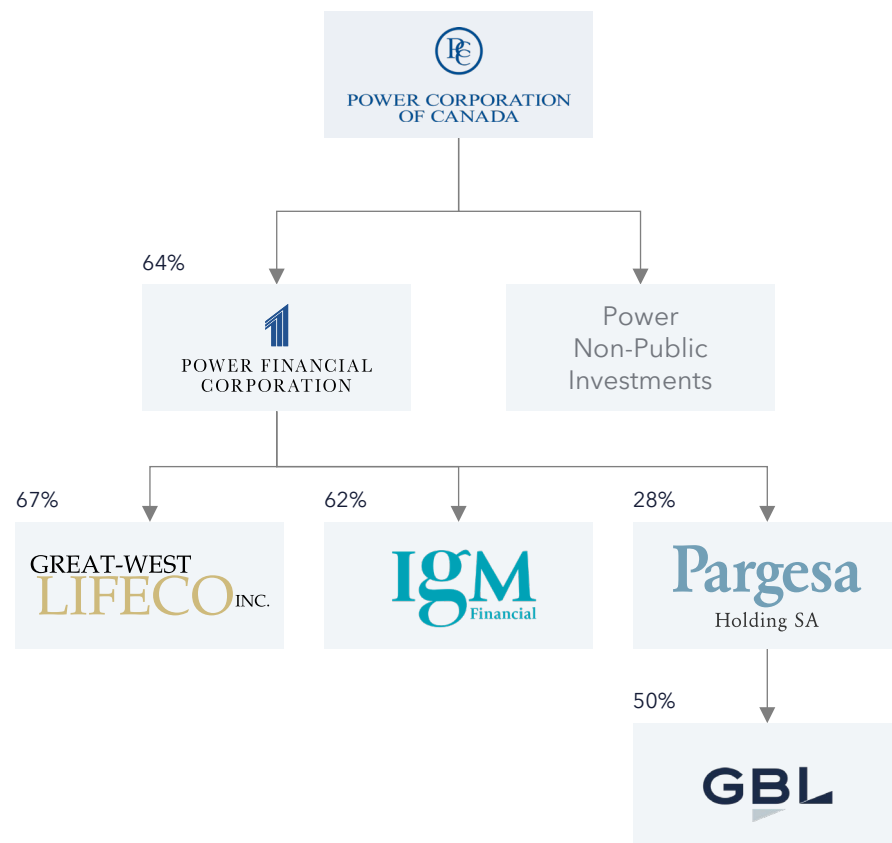 PCC
POWER CORPORATION
OF CANADA
64%
POWER FINANCIAL
CORPORATION
Power
Non-Public
Investments
67%
GREAT-WEST
LIFECO INC.
62%
IgM
Financial
28%
Pargesa
Holding SA
50%
GBL